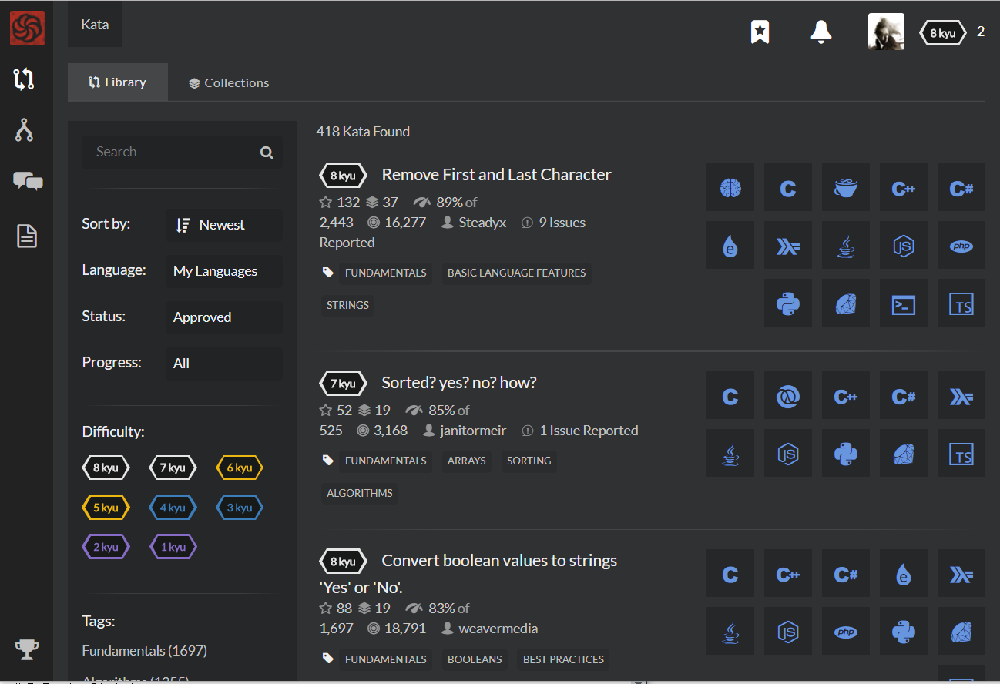 Kata
8 kyu 2
Library Collections
Search
Sort by: Newest
Language: My Languages
Status: Approved
Progress: All
Difficulty:
8 kyu 7 kyu 6 kyu
5 kyu 4 kyu 3 kyu
2 kyu 1 kyu
Tags:
Fundamentals (1697)
418 Kata Found
8 kyu Remove First and Last Character
132 37 89% of
2,443 16,277 Steadyx 9 Issues
Reported
FUNDAMENTALS BASIC LANGUAGE FEATURES
STRINGS
C C++ C#
e JS php
>_ TS
7 kyu Sorted? yes? no? how?
52 19 85% of
525 3,168 janitormeir 1 Issue Reported
FUNDAMENTALS ARRAYS SORTING
ALGORITHMS
C C++ C#
JS TS
8 kyu Convert boolean values to strings
'Yes' or 'No'.
88 19 83% of
1,697 18,791 weavermedia
FUNDAMENTALS BOOLEANS BEST PRACTICES
C C++ C# e
JS php